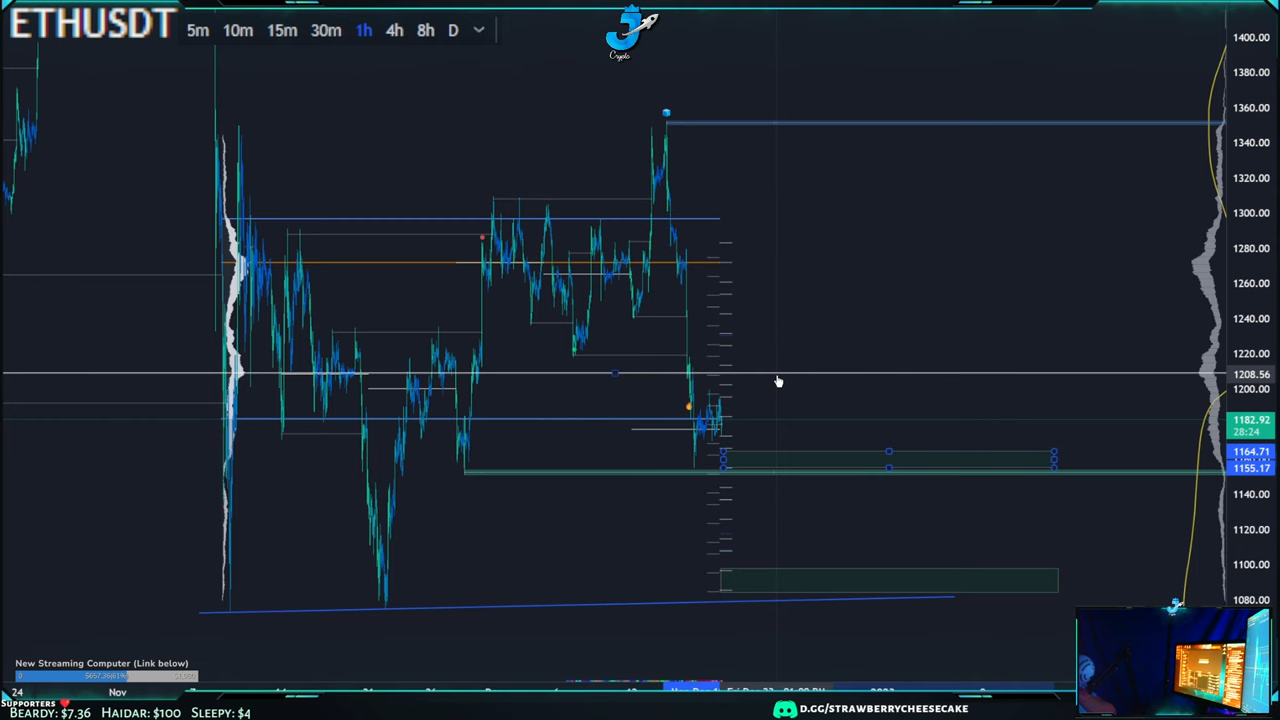 ETHUSDT 5m 10m 15m 30m 1h 4h 8h D
Crypto
1400.00
1380.00
1360.00
1340.00
1320.00
1300.00
1280.00
1260.00
1240.00
1220.00
1208.56
1200.00
1182.92
28:24
1164.71
1155.17
1140.00
1120.00
1100.00
1080.00
New Streaming Computer (Link below)
24 Nov
Supporters
Beardy: $7.36 Haidar: $100 Sleepy: $4
D.GG/STRAWBERRYCHEESECAKE